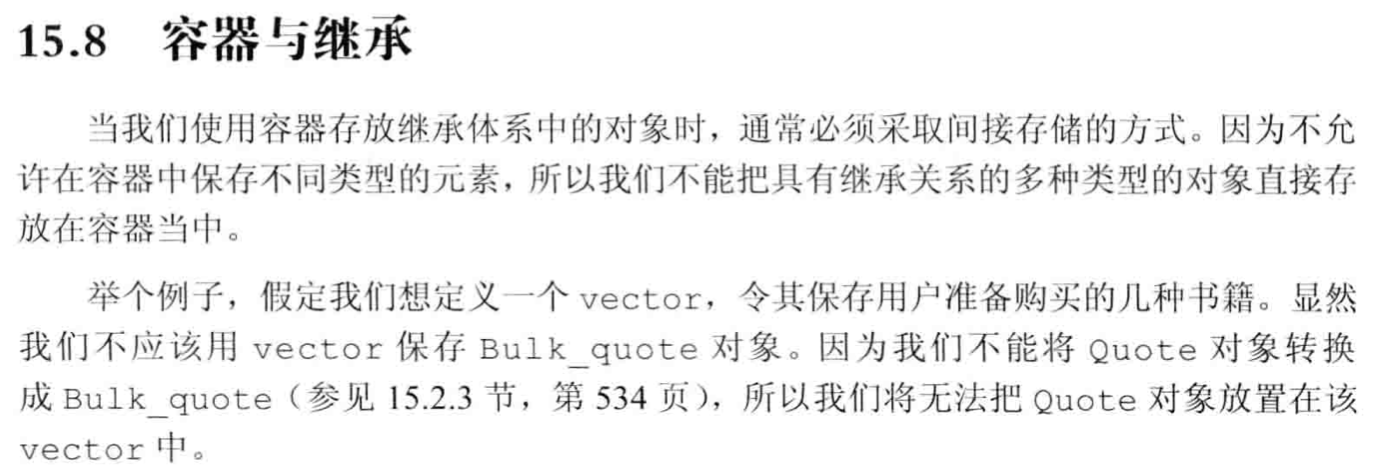 15.8 容器与继承
当我们使用容器存放继承体系中的对象时，通常必须采取间接存储的方式。因为不允
许在容器中保存不同类型的元素，所以我们不能把具有继承关系的多种类型的对象直接存
放在容器当中。
举个例子，假定我们想定义一个 vector，令其保存用户准备购买的几种书籍。显然
我们不应该用 vector 保存 Bulk_quote 对象。因为我们不能将 Quote 对象转换
成 Bulk_quote（参见 15.2.3 节，第 534 页），所以我们将无法把 Quote 对象放置在该
vector 中。